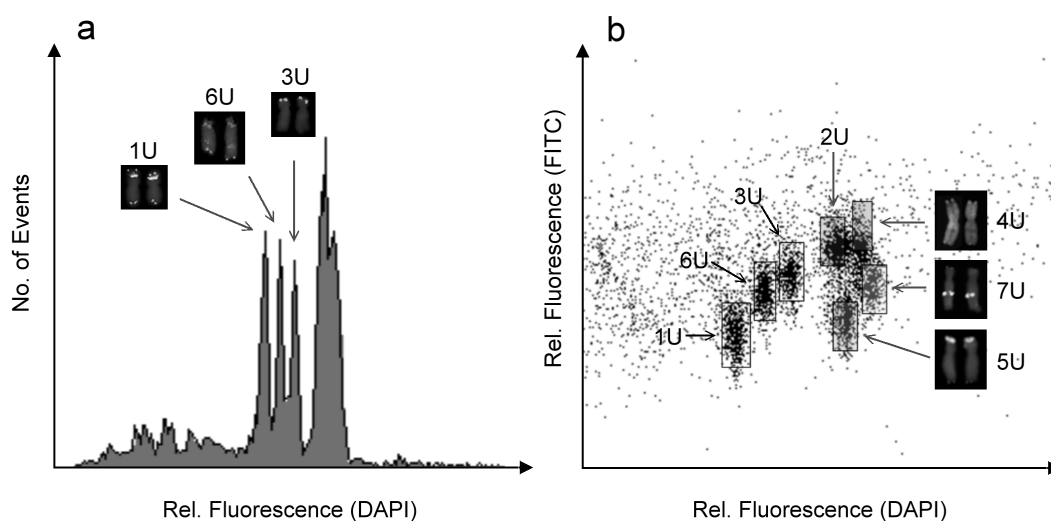 a
3U
6U
1U
No. of Events
Rel. Fluorescence (DAPI)
b
2U
3U
4U
6U
7U
1U
5U
Rel. Fluorescence (FITC)
Rel. Fluorescence (DAPI)